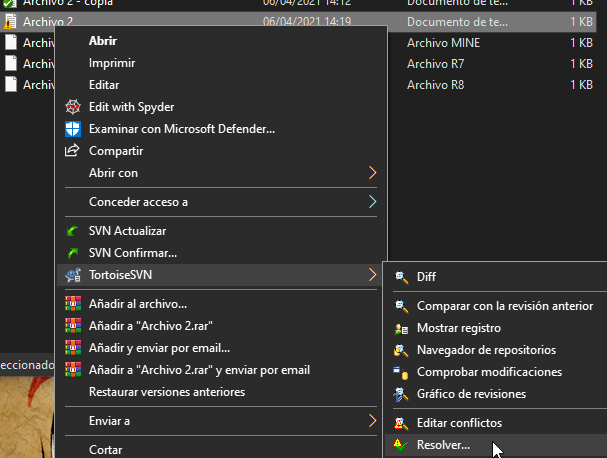 Archivo 2 - copia 06/04/2021 14:12 Documento de te... 1 KB
Archivo 2 06/04/2021 14:19 Documento de te... 1 KB
Archiv Archivo MINE 1 KB
Archiv Archivo R7 1 KB
Archiv Archivo R8 1 KB
Abrir
Imprimir
Editar
Edit with Spyder
Examinar con Microsoft Defender...
Compartir
Abrir con
Conceder acceso a
SVN Actualizar
SVN Confirmar...
TortoiseSVN
Añadir al archivo...
Añadir a "Archivo 2.rar"
Añadir y enviar por email...
Añadir a "Archivo 2.rar" y enviar por email
Restaurar versiones anteriores
Enviar a
Cortar
eccionado
Diff
Comparar con la revisión anterior
Mostrar registro
Navegador de repositorios
Comprobar modificaciones
Gráfico de revisiones
Editar conflictos
Resolver...